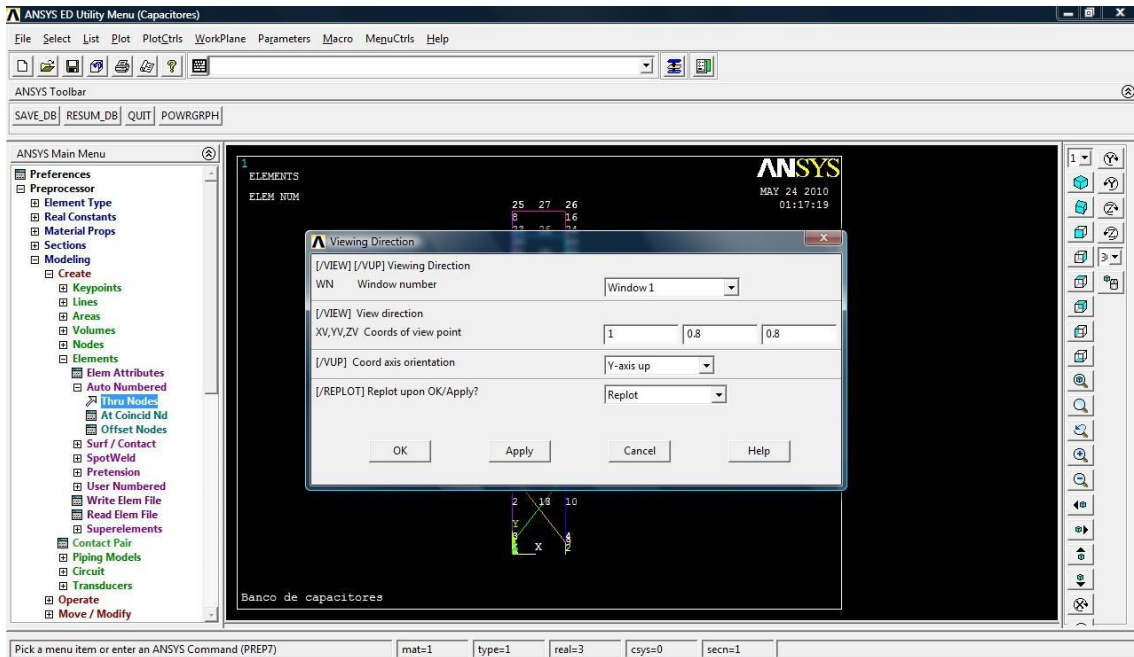 ANSYS ED Utility Menu (Capacitores)
File Select List Plot PlotCtrls WorkPlane Parameters Macro MenuCtrls Help
ANSYS Toolbar
SAVE_DB RESUM_DB QUIT POWRGRPH
ANSYS Main Menu
Preferences
Preprocessor
Element Type
Real Constants
Material Props
Sections
Modeling
Create
Keypoints
Lines
Areas
Volumes
Nodes
Elements
Elem Attributes
Auto Numbered
Thru Nodes
At Coincid Nd
Offset Nodes
Surf / Contact
SpotWeld
Pretension
User Numbered
Write Elem File
Read Elem File
Superelements
Contact Pair
Piping Models
Circuit
Transducers
Operate
Move / Modify
1
ELEMENTS
ELEM NUM
ANSYS
MAY 24 2010
01:17:19
25 27 26
8 16
Viewing Direction
[/VIEW] [/VUP] Viewing Direction
WN Window number Window 1
[/VIEW] View direction
XV,YV,ZV Coords of view point 1 0.8 0.8
[/VUP] Coord axis orientation Y-axis up
[/REPLOT] Replot upon OK/Apply? Replot
OK Apply Cancel Help
2 10
Y
X
2
Banco de capacitores
1
Pick a menu item or enter an ANSYS Command (PREP7) mat=1 type=1 real=3 csys=0 secn=1